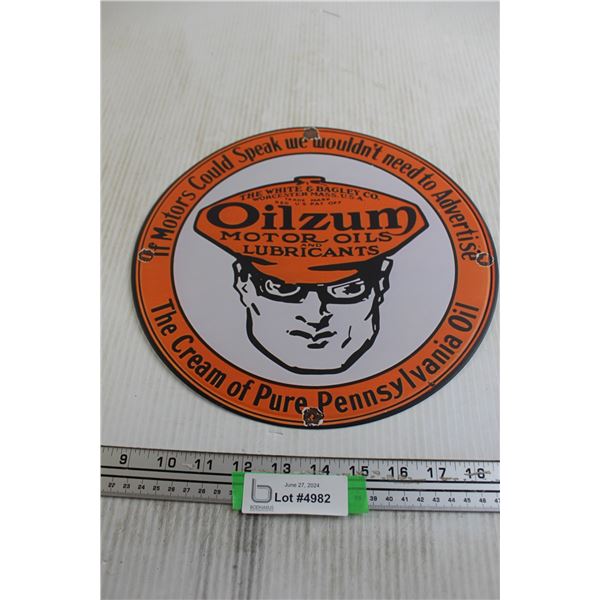 If Motors Could Speak we wouldn't need to Advertise
THE WHITE & BAGLEY CO.
WORCESTER MASS. U.S.A.
TRADE MARK
REG U.S. PAT. OFF
Oilzum
MOTOR OILS
AND
LUBRICANTS
The Cream of Pure Pennsylvania Oil
9 10 11 12 13 14 15 16 17 18
June 27, 2024
Lot #4982
BODNARUS